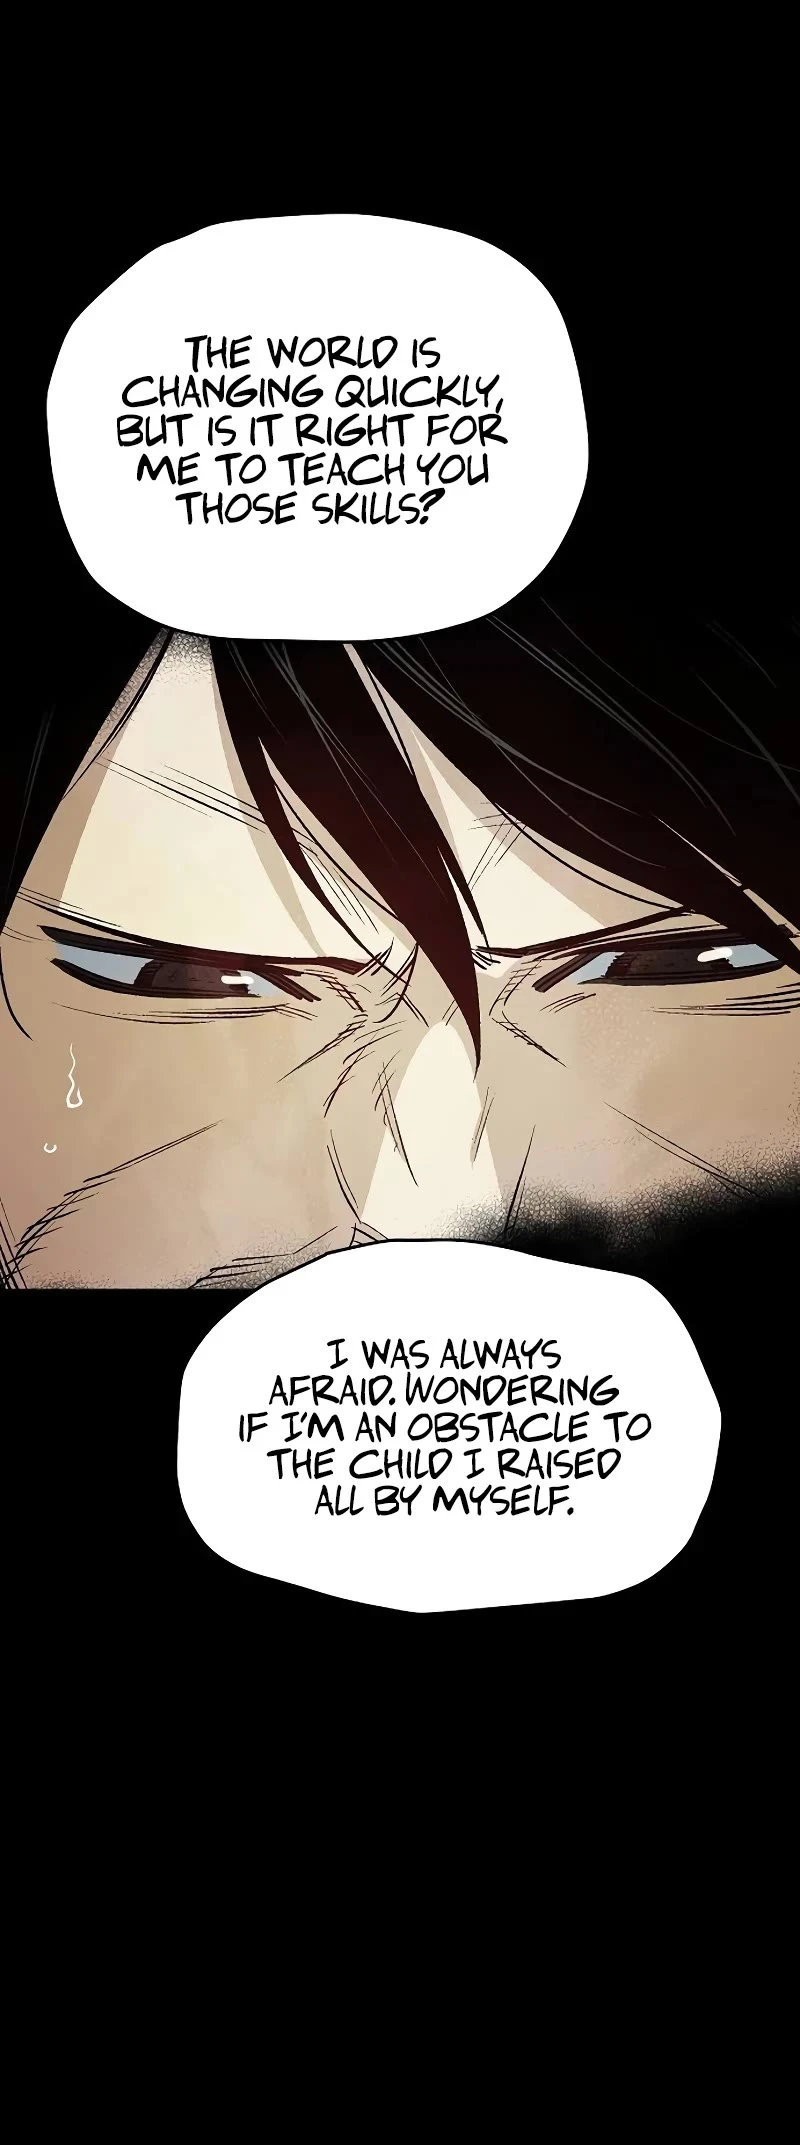 THE WORLD IS
CHANGING QUICKLY,
BUT IS IT RIGHT FOR
ME TO TEACH YOU
THOSE SKILLS?
I WAS ALWAYS
AFRAID. WONDERING
IF I'M AN OBSTACLE TO
THE CHILD I RAISED
ALL BY MYSELF.